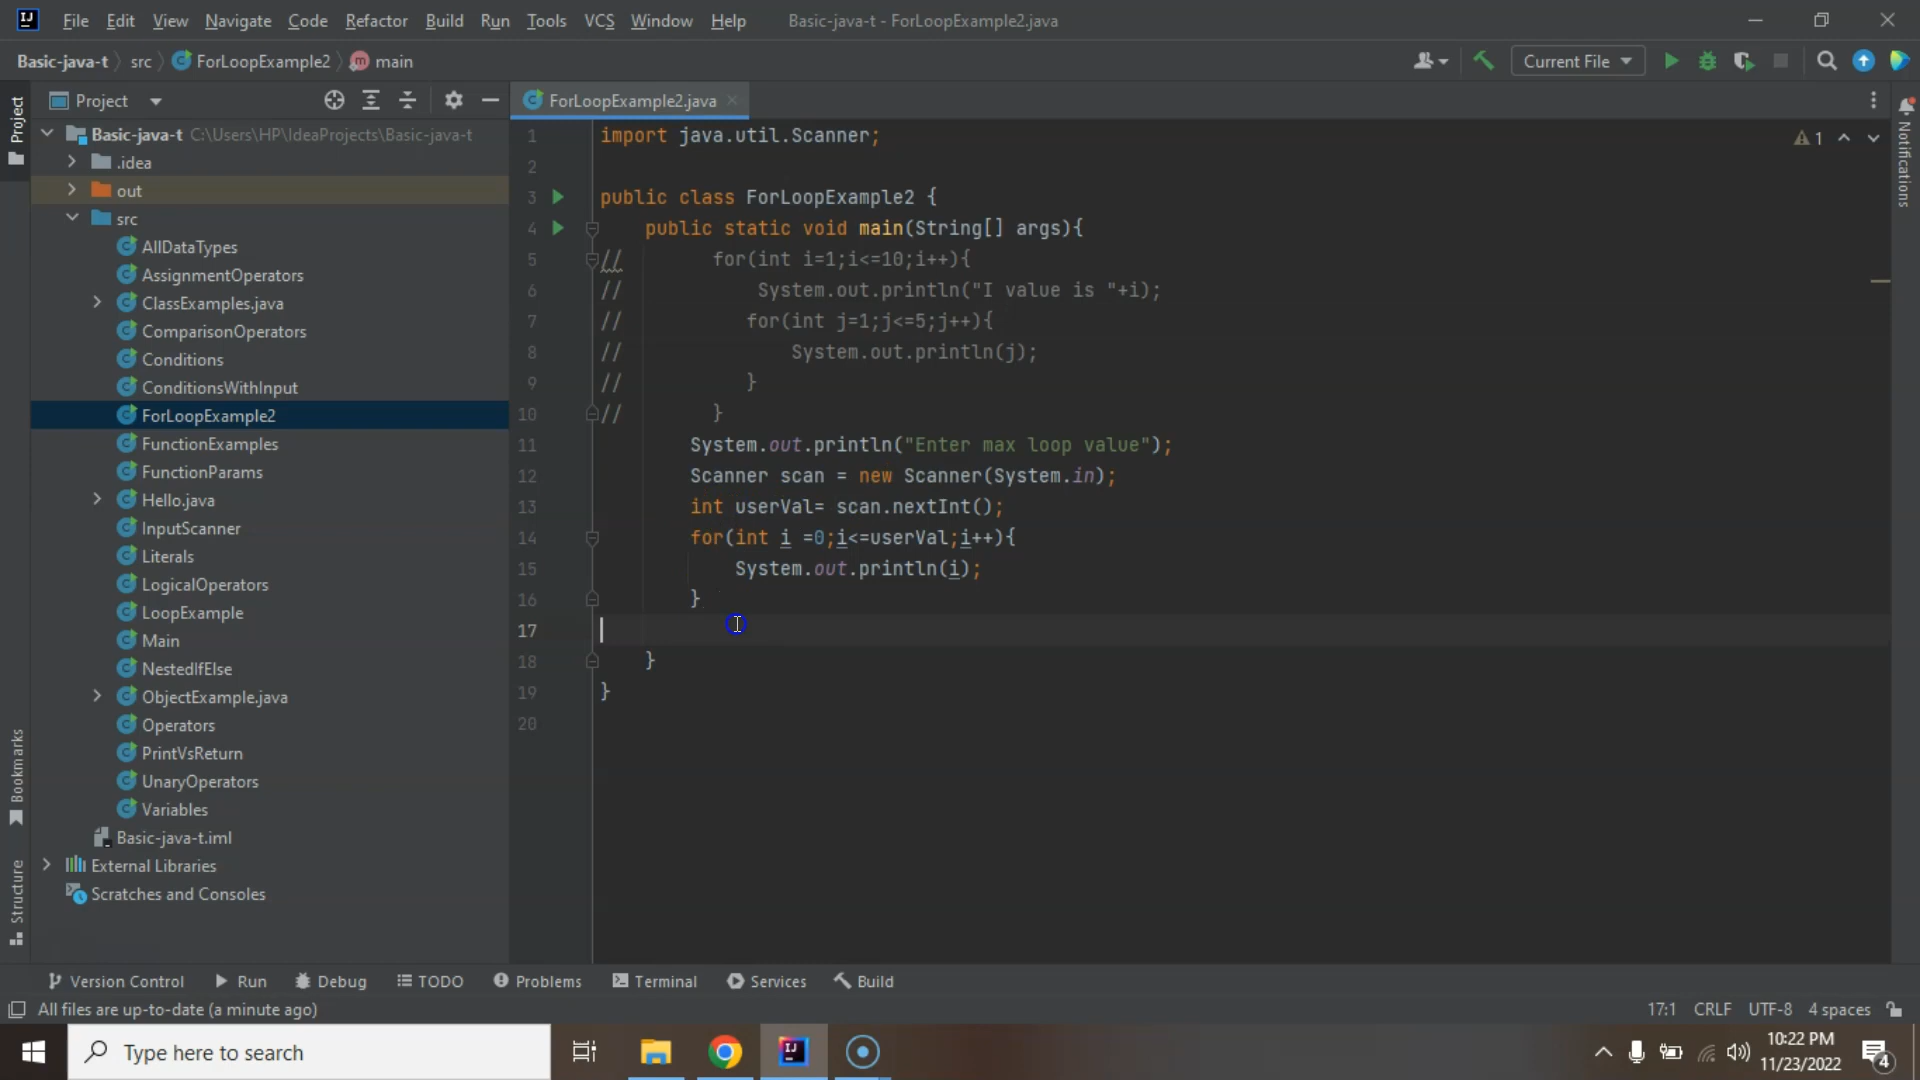 File Edit View Navigate Code Refactor Build Run Tools VCS Window Help Basic-java-t - ForLoopExample2.java
Basic-java-t src ForLoopExample2 main Current File
Project
Project
ForLoopExample2.java
Basic-java-t C:\Users\HP\IdeaProjects\Basic-java-t
.idea
out
src
AllDataTypes
AssignmentOperators
ClassExamples.java
ComparisonOperators
Conditions
ConditionsWithInput
ForLoopExample2
FunctionExamples
FunctionParams
Hello.java
InputScanner
Literals
LogicalOperators
LoopExample
Main
NestedIfElse
ObjectExample.java
Operators
PrintVsReturn
UnaryOperators
Variables
Basic-java-t.iml
External Libraries
Scratches and Consoles
Bookmarks
Structure
1 import java.util.Scanner;
2
3 public class ForLoopExample2 {
4 public static void main(String[] args){
5 // for(int i=1;i<=10;i++){
6 // System.out.println("I value is "+i);
7 // for(int j=1;j<=5;j++){
8 // System.out.println(j);
9 // }
10 // }
11 System.out.println("Enter max loop value");
12 Scanner scan = new Scanner(System.in);
13 int userVal= scan.nextInt();
14 for(int i =0;i<=userVal;i++){
15 System.out.println(i);
16 }
17
18 }
19 }
20
1
Notifications
Version Control Run Debug TODO Problems Terminal Services Build
All files are up-to-date (a minute ago) 17:1 CRLF UTF-8 4 spaces
Type here to search
10:22 PM
11/23/2022
4